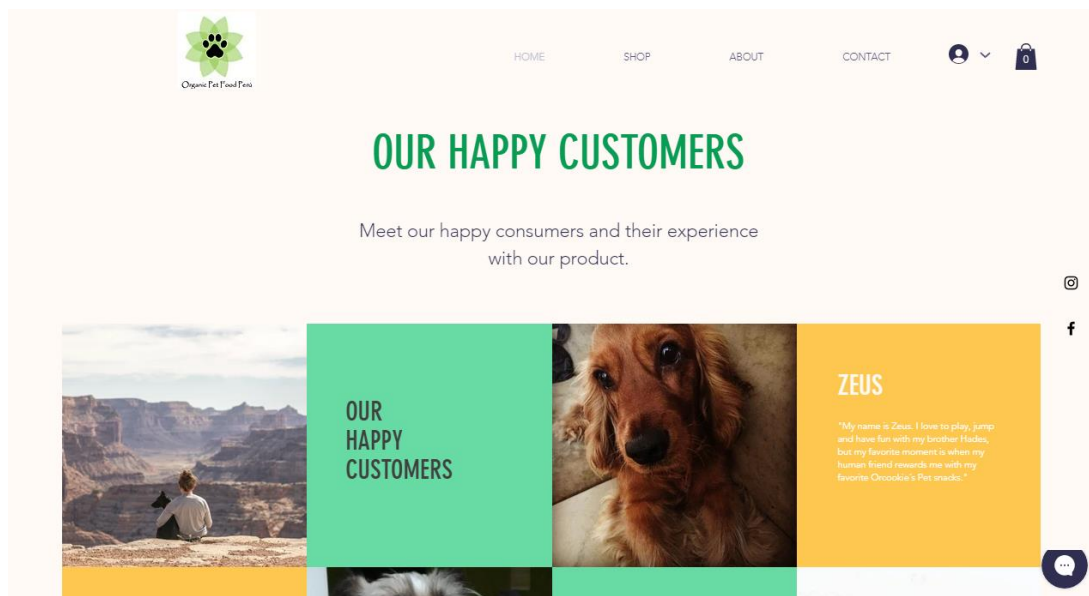 Organic Pet Food Perú
HOME SHOP ABOUT CONTACT
0
OUR HAPPY CUSTOMERS
Meet our happy consumers and their experience
with our product.
OUR
HAPPY
CUSTOMERS
ZEUS
"My name is Zeus. I love to play, jump
and have fun with my brother Hades,
but my favorite moment is when my
human friend rewards me with my
favorite Orcookie's Pet snacks."